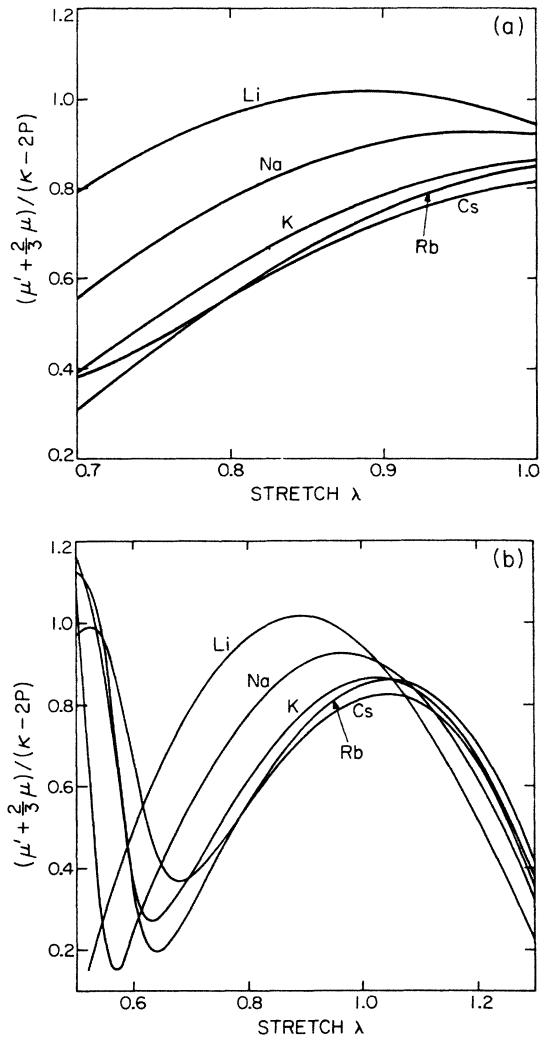 (a)
1.2
1.0
0.8
0.6
0.4
0.2
(μ' + 2/3 μ) / (κ − 2P)
Li
Na
K
Rb
Cs
0.7 0.8 0.9 1.0
STRETCH λ
(b)
1.2
1.0
0.8
0.6
0.4
0.2
(μ' + 2/3 μ) / (κ − 2P)
Li
Na
K
Cs
Rb
0.6 0.8 1.0 1.2
STRETCH λ